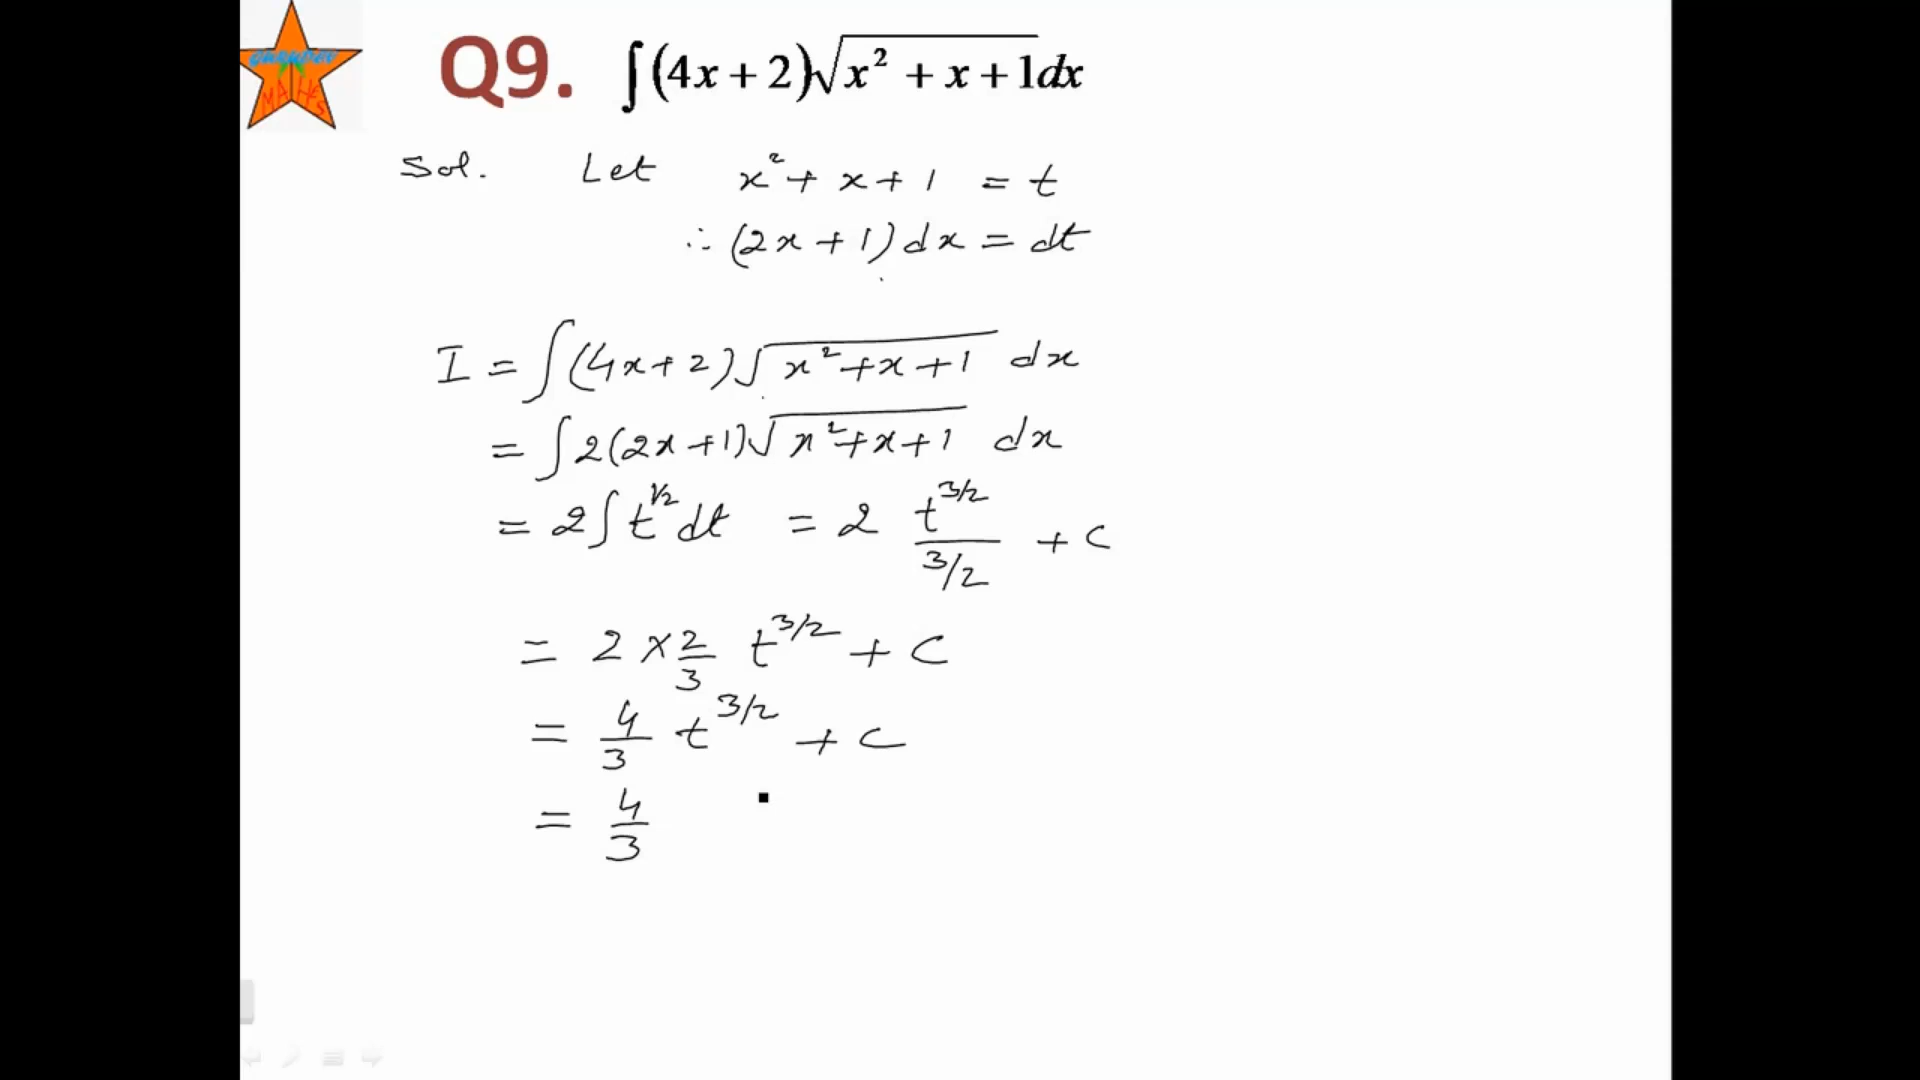 MATHS
Q9. ∫(4x + 2)√(x² + x + 1)dx
Sol. Let x² + x + 1 = t
∴ (2x + 1)dx = dt
I = ∫(4x + 2)√(x² + x + 1) dx
= ∫2(2x + 1)√(x² + x + 1) dx
= 2∫t^(1/2) dt = 2 t^(3/2)/(3/2) + c
= 2 × 2/3 t^(3/2) + c
= 4/3 t^(3/2) + c
= 4/3